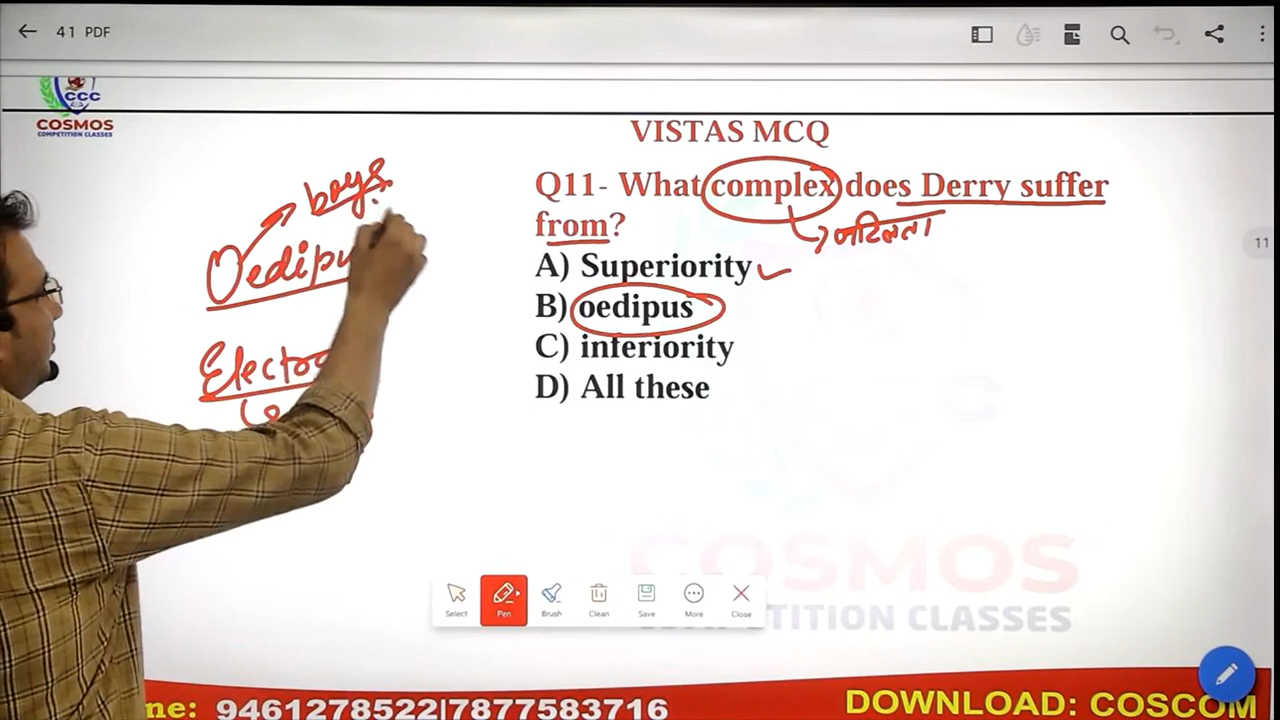 41 PDF
CCC
COSMOS
COMPETITION CLASSES
VISTAS MCQ
boys
Q11- What complex does Derry suffer
from?
जटिलता
Oedipu
A) Superiority
B) oedipus
C) inferiority
D) All these
Electra
11
COSMOS
COMPETITION CLASSES
Select
Pen
Brush
Clean
Save
More
Close
ne: 9461278522|7877583716
DOWNLOAD: COSCOM